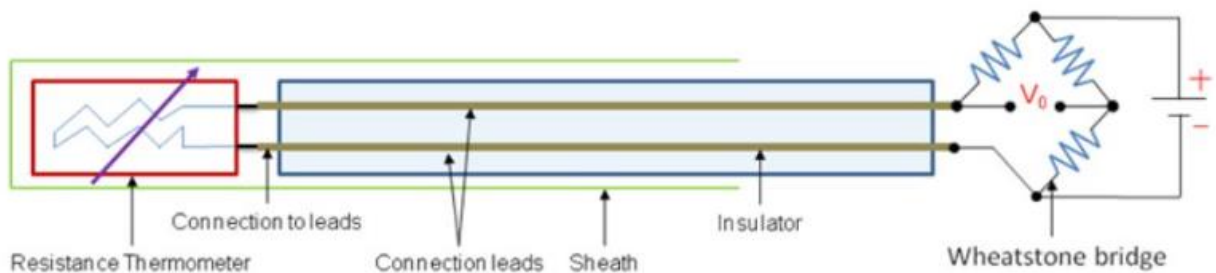 V0
+
−
Connection to leads
Insulator
Resistance Thermometer
Connection leads
Sheath
Wheatstone bridge